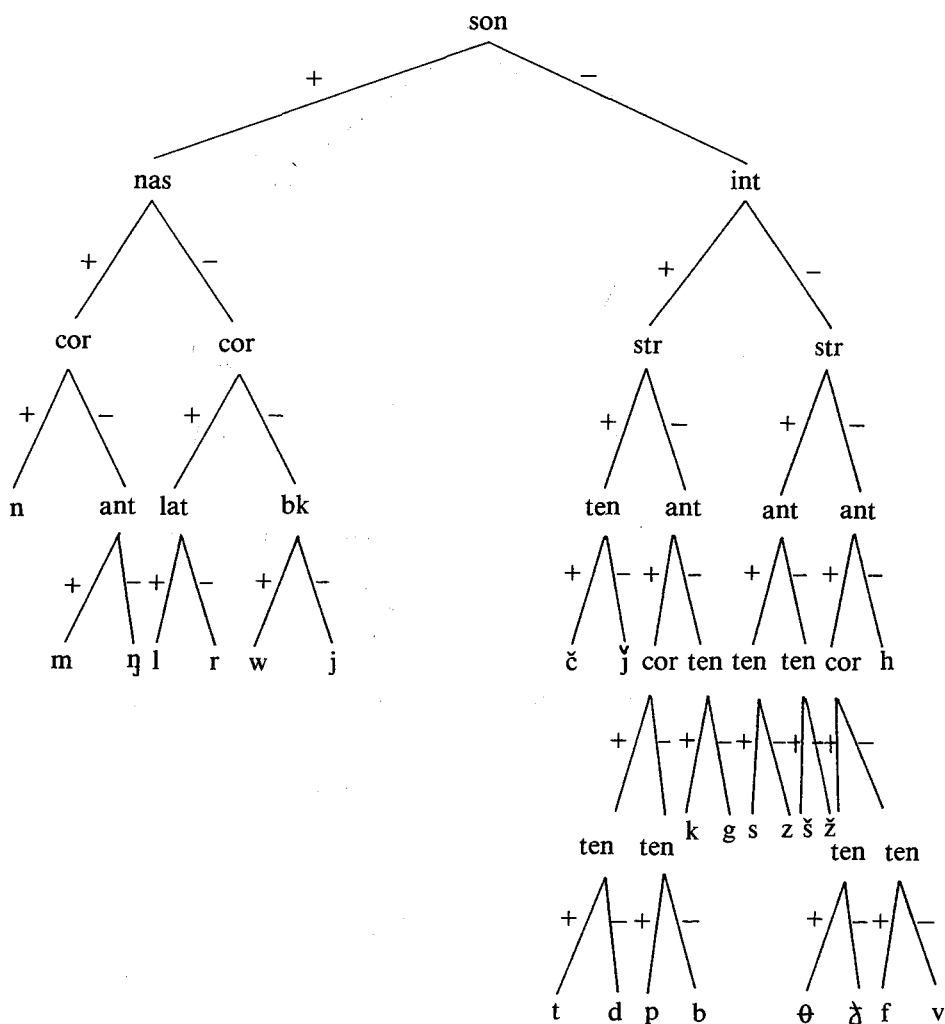 son
+ −
nas int
+ − + −
cor cor str str
+ − + − + − + −
n ant lat bk ten ant ant ant
+ − + − + − + − + − + − + −
m ŋ l r w j č ǰ cor ten ten ten cor h
+ − + − + − + − + −
k g s z š ž
ten ten ten ten
+ − + − + − + −
t d p b θ ð f v